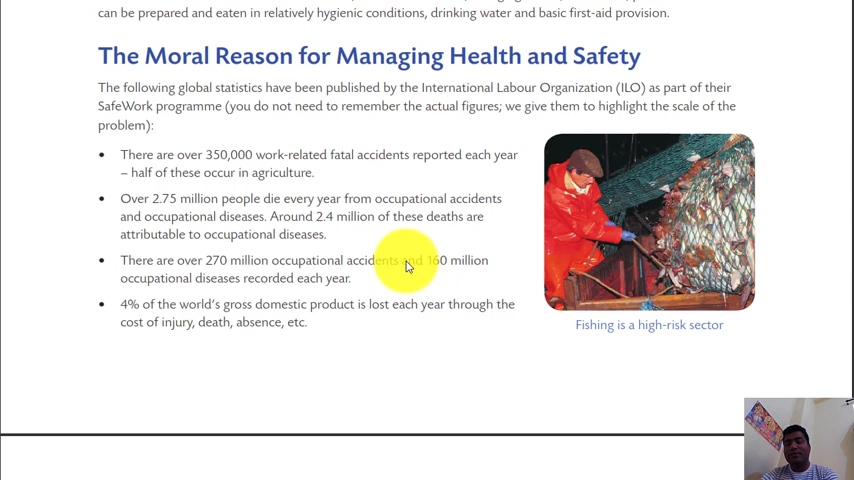 can be prepared and eaten in relatively hygienic conditions, drinking water and basic first-aid provision.
The Moral Reason for Managing Health and Safety
The following global statistics have been published by the International Labour Organization (ILO) as part of their
SafeWork programme (you do not need to remember the actual figures; we give them to highlight the scale of the
problem):
• There are over 350,000 work-related fatal accidents reported each year
– half of these occur in agriculture.
• Over 2.75 million people die every year from occupational accidents
and occupational diseases. Around 2.4 million of these deaths are
attributable to occupational diseases.
• There are over 270 million occupational accidents and 160 million
occupational diseases recorded each year.
• 4% of the world's gross domestic product is lost each year through the
cost of injury, death, absence, etc.
Fishing is a high-risk sector